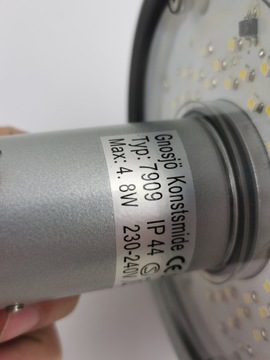 Gnosjö Konstsmide CE
Typ: 7909 IP 44 S
Max: 4.8W 230-240V